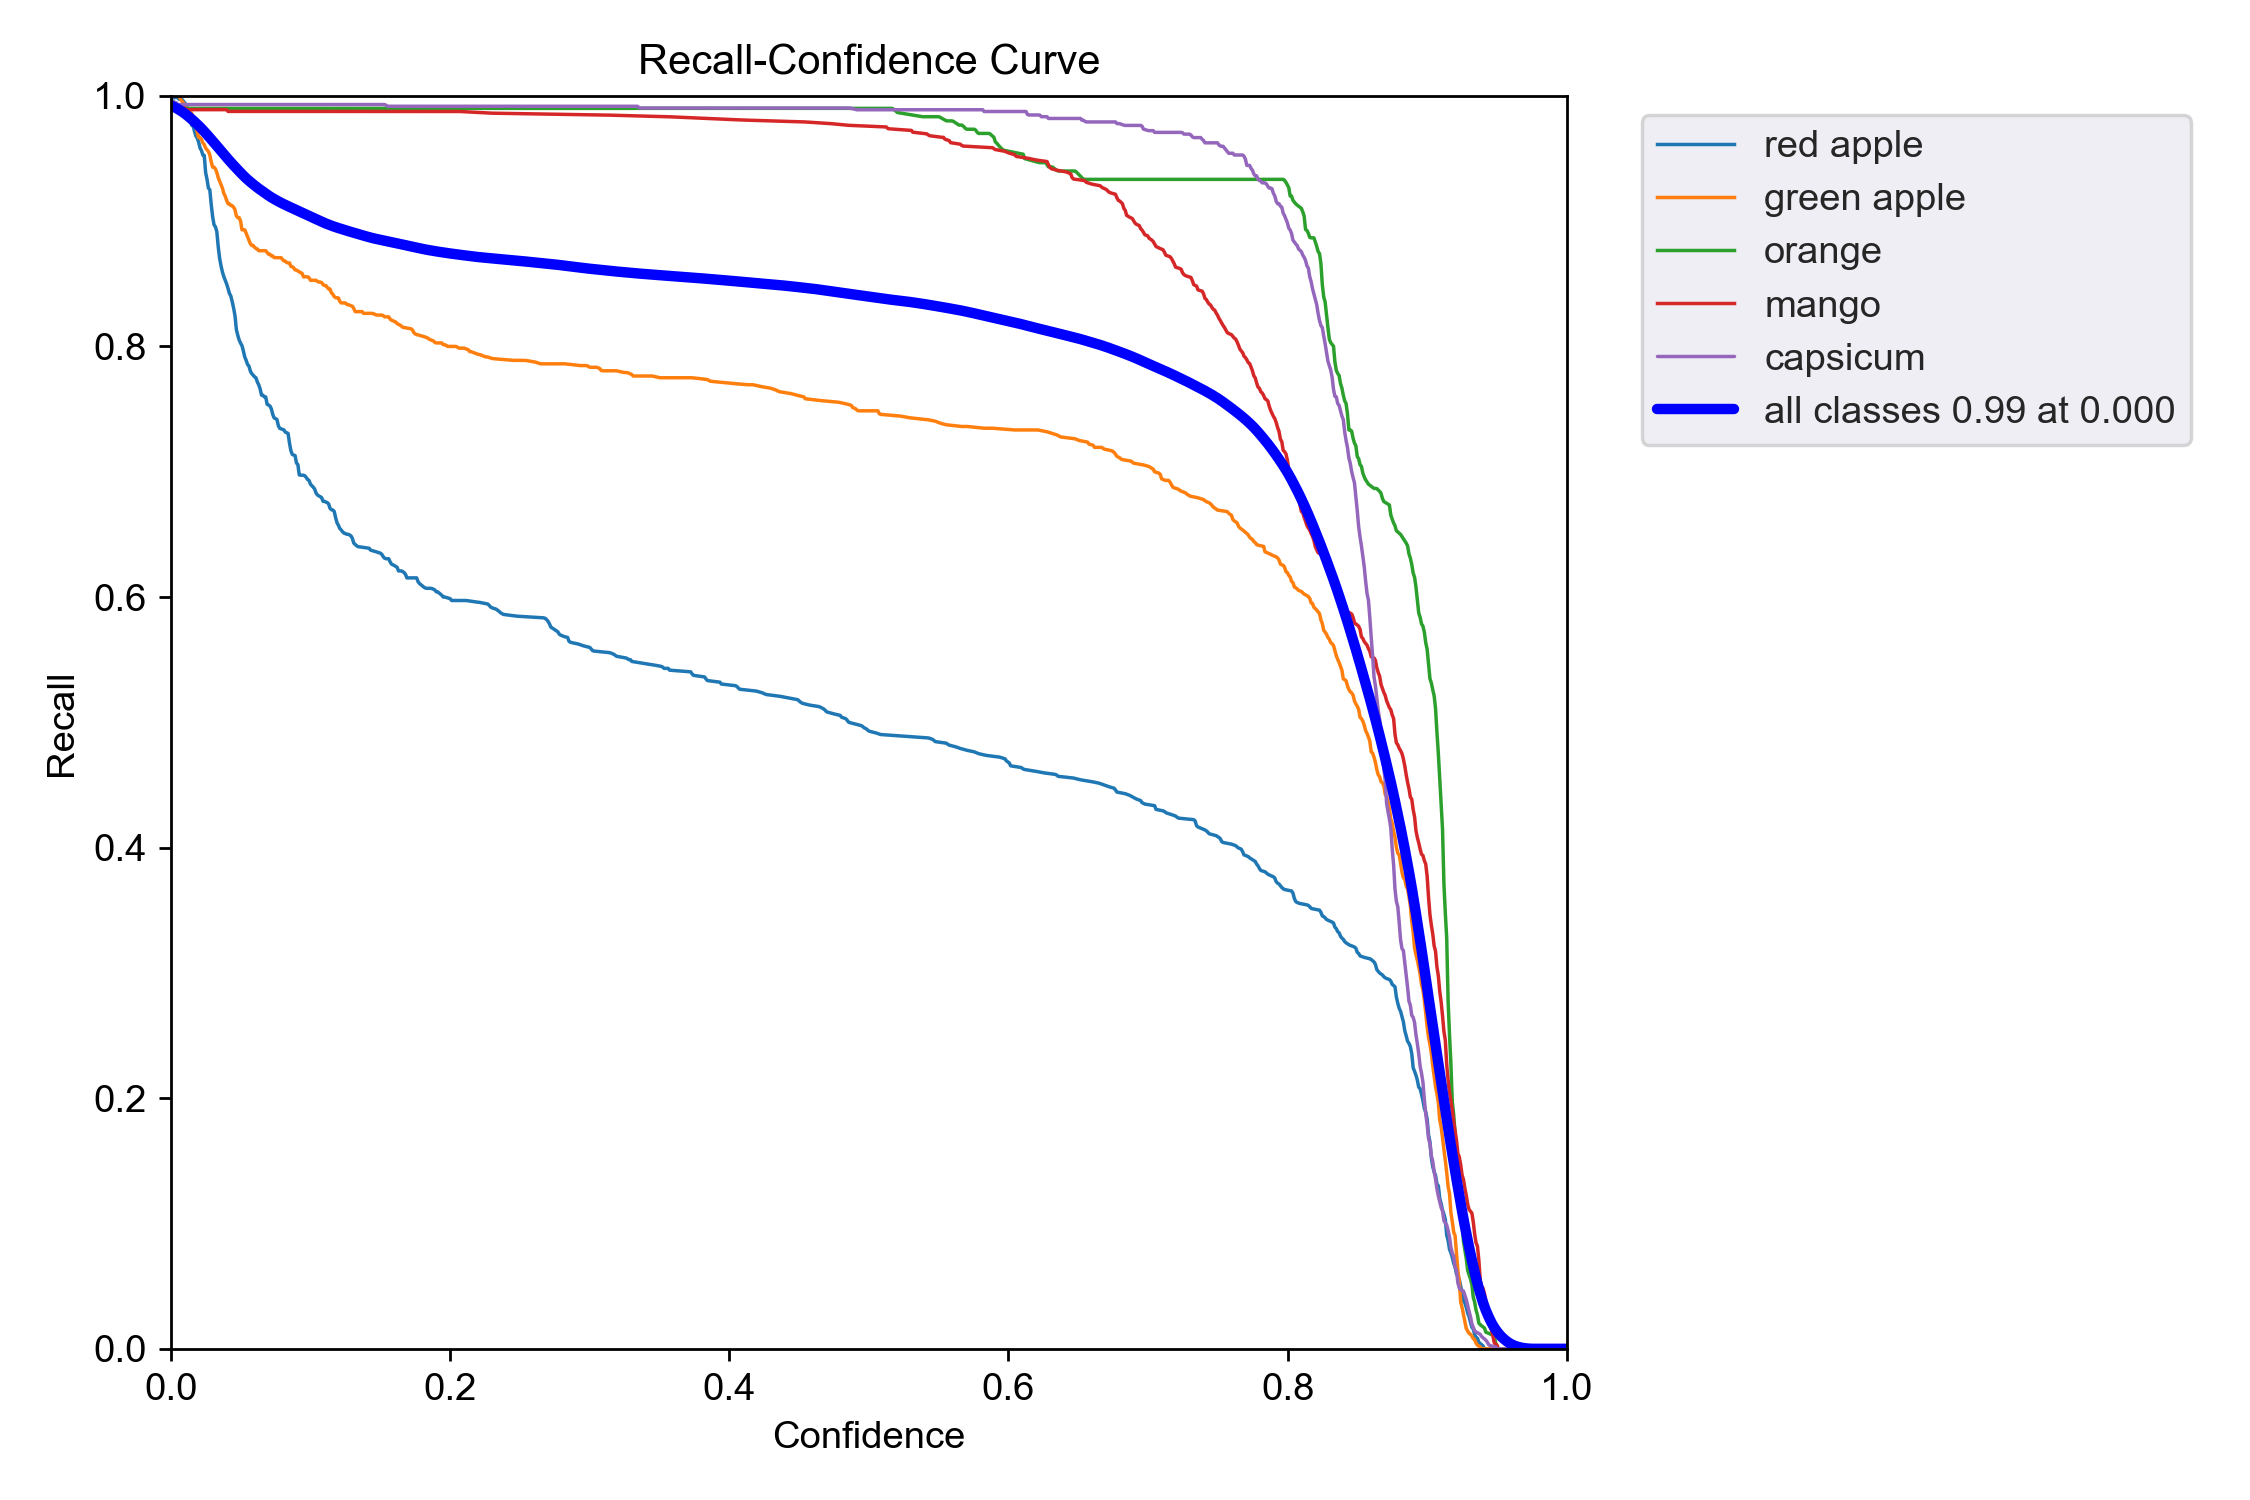 Recall-Confidence Curve
1.0
0.8
0.6
0.4
0.2
0.0
Recall
0.0 0.2 0.4 0.6 0.8 1.0
Confidence
red apple
green apple
orange
mango
capsicum
all classes 0.99 at 0.000